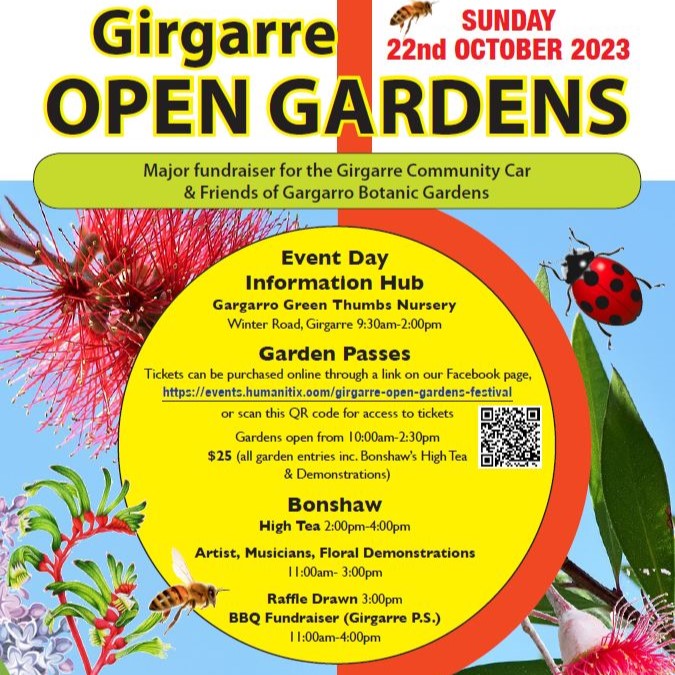 Girgarre
SUNDAY
22nd OCTOBER 2023
OPEN GARDENS
Major fundraiser for the Girgarre Community Car
& Friends of Gargarro Botanic Gardens
Event Day
Information Hub
Gargarro Green Thumbs Nursery
Winter Road, Girgarre 9:30am-2:00pm
Garden Passes
Tickets can be purchased online through a link on our Facebook page,
https://events.humanitix.com/girgarre-open-gardens-festival
or scan this QR code for access to tickets
Gardens open from 10:00am-2:30pm
$25 (all garden entries inc. Bonshaw's High Tea
& Demonstrations)
Bonshaw
High Tea 2:00pm-4:00pm
Artist, Musicians, Floral Demonstrations
11:00am- 3:00pm
Raffle Drawn 3:00pm
BBQ Fundraiser (Girgarre P.S.)
11:00am-4:00pm